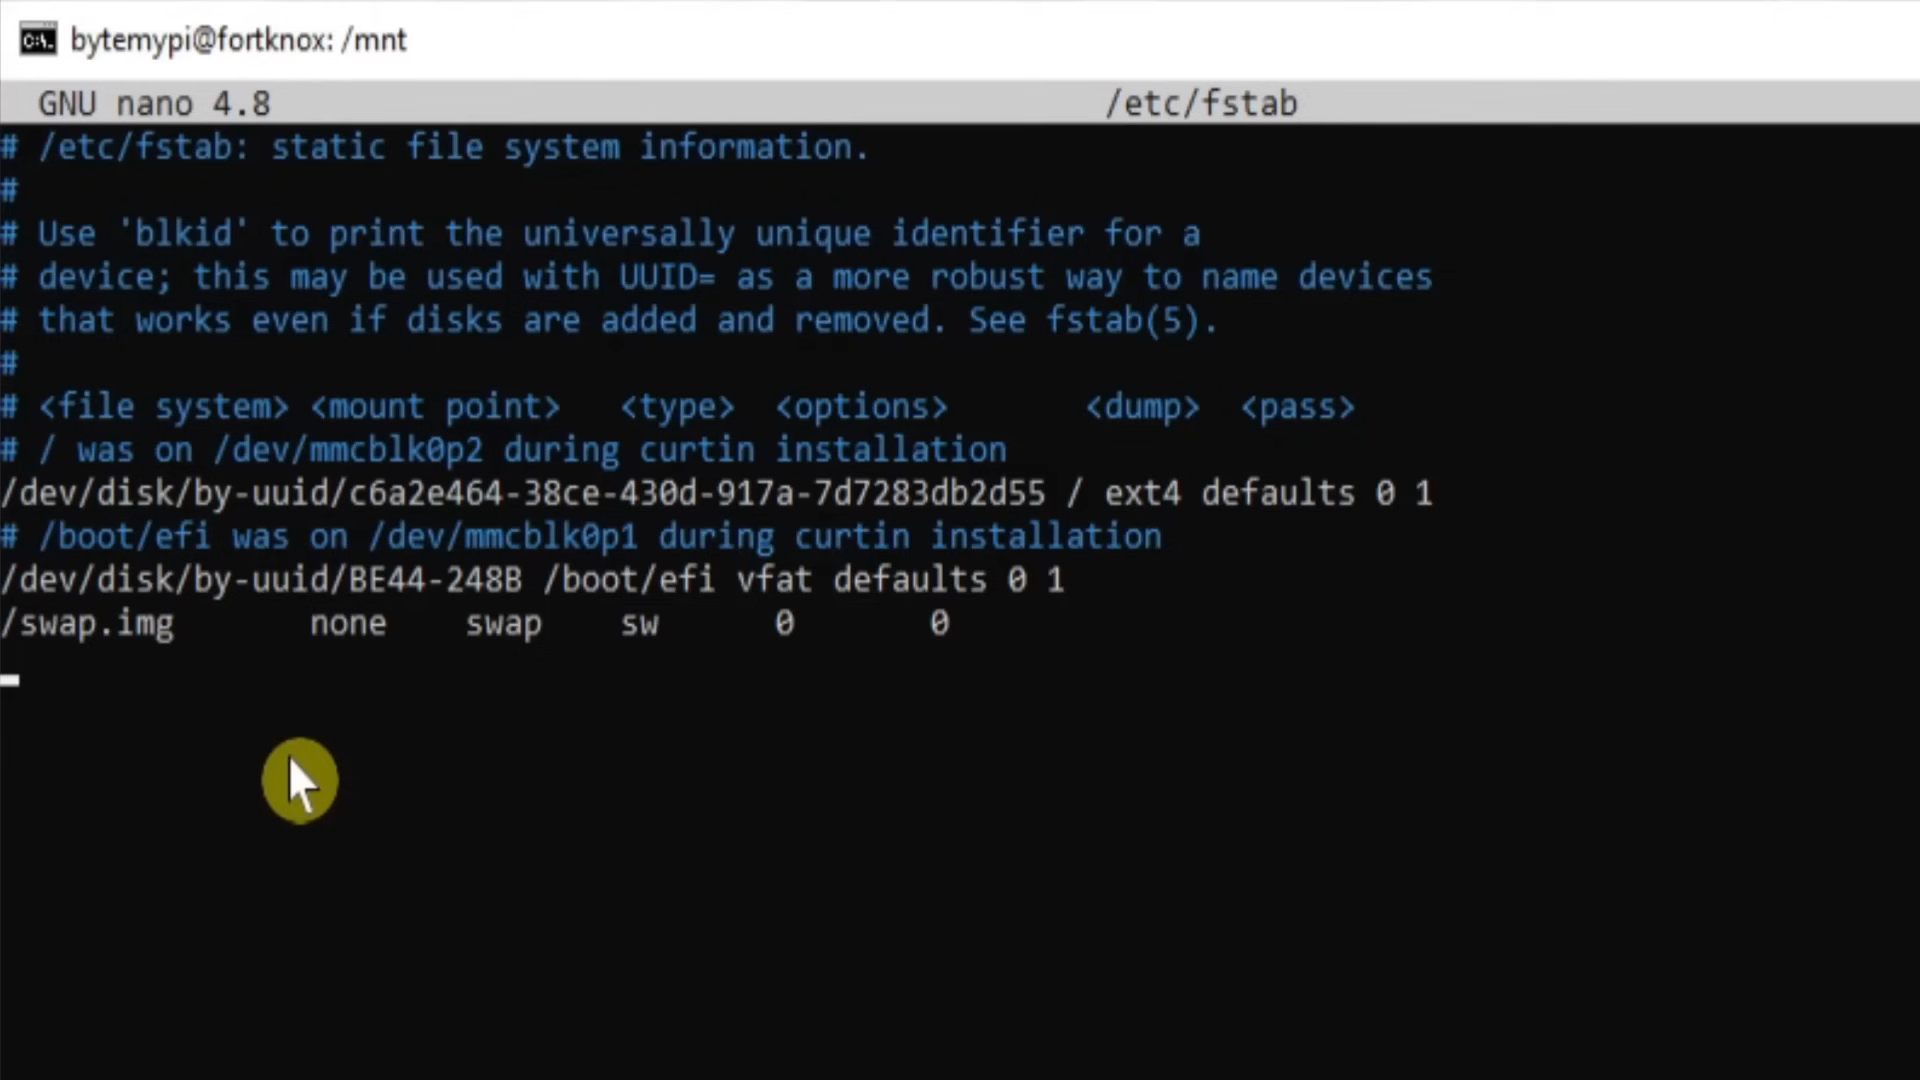 bytemypi@fortknox: /mnt
GNU nano 4.8 /etc/fstab
# /etc/fstab: static file system information.
#
# Use 'blkid' to print the universally unique identifier for a
# device; this may be used with UUID= as a more robust way to name devices
# that works even if disks are added and removed. See fstab(5).
#
# <file system> <mount point>   <type>  <options>       <dump>  <pass>
# / was on /dev/mmcblk0p2 during curtin installation
/dev/disk/by-uuid/c6a2e464-38ce-430d-917a-7d7283db2d55 / ext4 defaults 0 1
# /boot/efi was on /dev/mmcblk0p1 during curtin installation
/dev/disk/by-uuid/BE44-248B /boot/efi vfat defaults 0 1
/swap.img       none    swap    sw      0       0